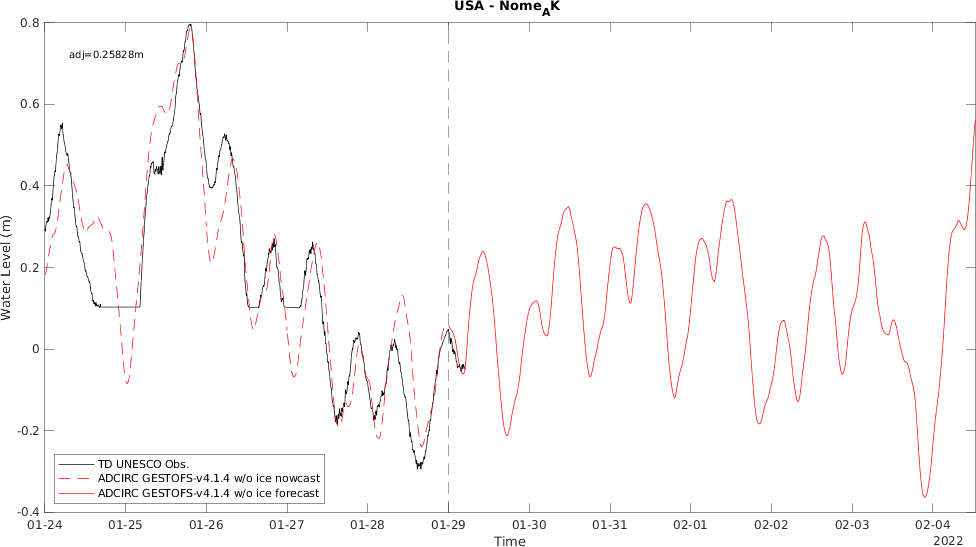 USA - Nome_AK
adj=0.25828m
0.8
0.6
0.4
0.2
0
-0.2
-0.4
Water Level (m)
TD UNESCO Obs.
ADCIRC GESTOFS-v4.1.4 w/o ice nowcast
ADCIRC GESTOFS-v4.1.4 w/o ice forecast
01-24 01-25 01-26 01-27 01-28 01-29 01-30 01-31 02-01 02-02 02-03 02-04
Time
2022